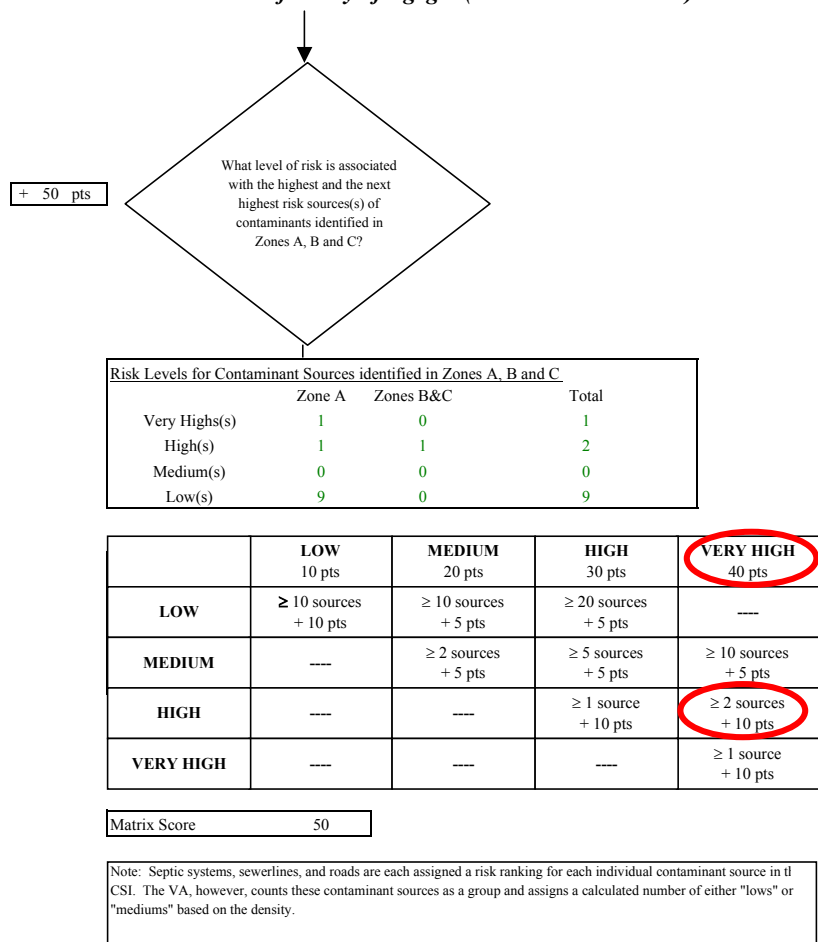 What level of risk is associated
with the highest and the next
highest risk sources(s) of
contaminants identified in
Zones A, B and C?
+ 50 pts
Risk Levels for Contaminant Sources identified in Zones A, B and C
Zone A Zones B&C Total
Very Highs(s) 1 0 1
High(s) 1 1 2
Medium(s) 0 0 0
Low(s) 9 0 9
LOW MEDIUM HIGH VERY HIGH
10 pts 20 pts 30 pts 40 pts
LOW ≥ 10 sources ≥ 10 sources ≥ 20 sources ----
+ 10 pts + 5 pts + 5 pts
MEDIUM ---- ≥ 2 sources ≥ 5 sources ≥ 10 sources
+ 5 pts + 5 pts + 5 pts
HIGH ---- ---- ≥ 1 source ≥ 2 sources
+ 10 pts + 10 pts
VERY HIGH ---- ---- ---- ≥ 1 source
+ 10 pts
Matrix Score 50
Note: Septic systems, sewerlines, and roads are each assigned a risk ranking for each individual contaminant source in tl
CSI. The VA, however, counts these contaminant sources as a group and assigns a calculated number of either "lows" or
"mediums" based on the density.